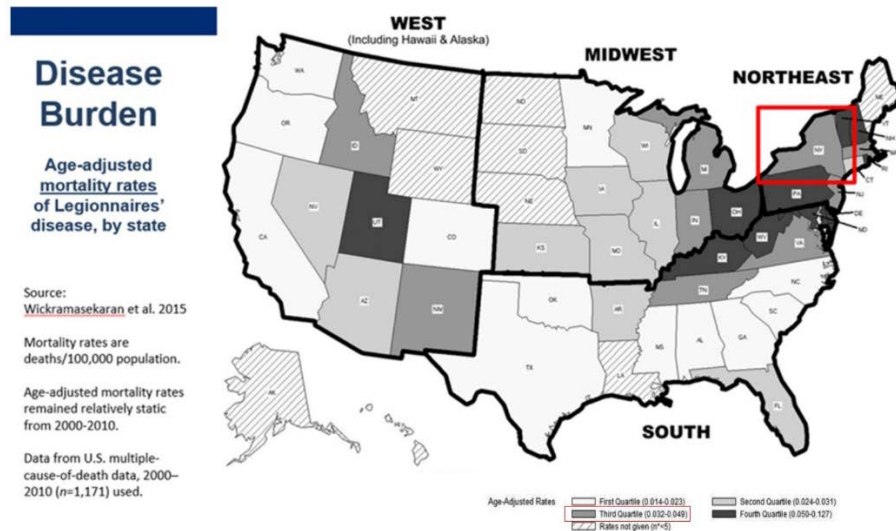 Disease
Burden
Age-adjusted
mortality rates
of Legionnaires’
disease, by state
Source:
Wickramasekaran et al. 2015
Mortality rates are
deaths/100,000 population.
Age-adjusted mortality rates
remained relatively static
from 2000-2010.
Data from U.S. multiple-
cause-of-death data, 2000–
2010 (n=1,171) used.
WEST
(Including Hawaii & Alaska)
MIDWEST
NORTHEAST
SOUTH
WA
OR
CA
NV
ID
MT
WY
UT
CO
AZ
ND
SD
NE
KS
MN
IA
MO
WI
IL
MI
IN
OH
ME
VT
NH
NY
RI
CT
PA
NJ
DE
MD
WV
VA
KY
TN
NC
SC
OK
AR
TX
LA
MS
AL
GA
FL
Age-Adjusted Rates
First Quartile (0.014-0.023)
Second Quartile (0.024-0.031)
Third Quartile (0.032-0.049)
Fourth Quartile (0.050-0.127)